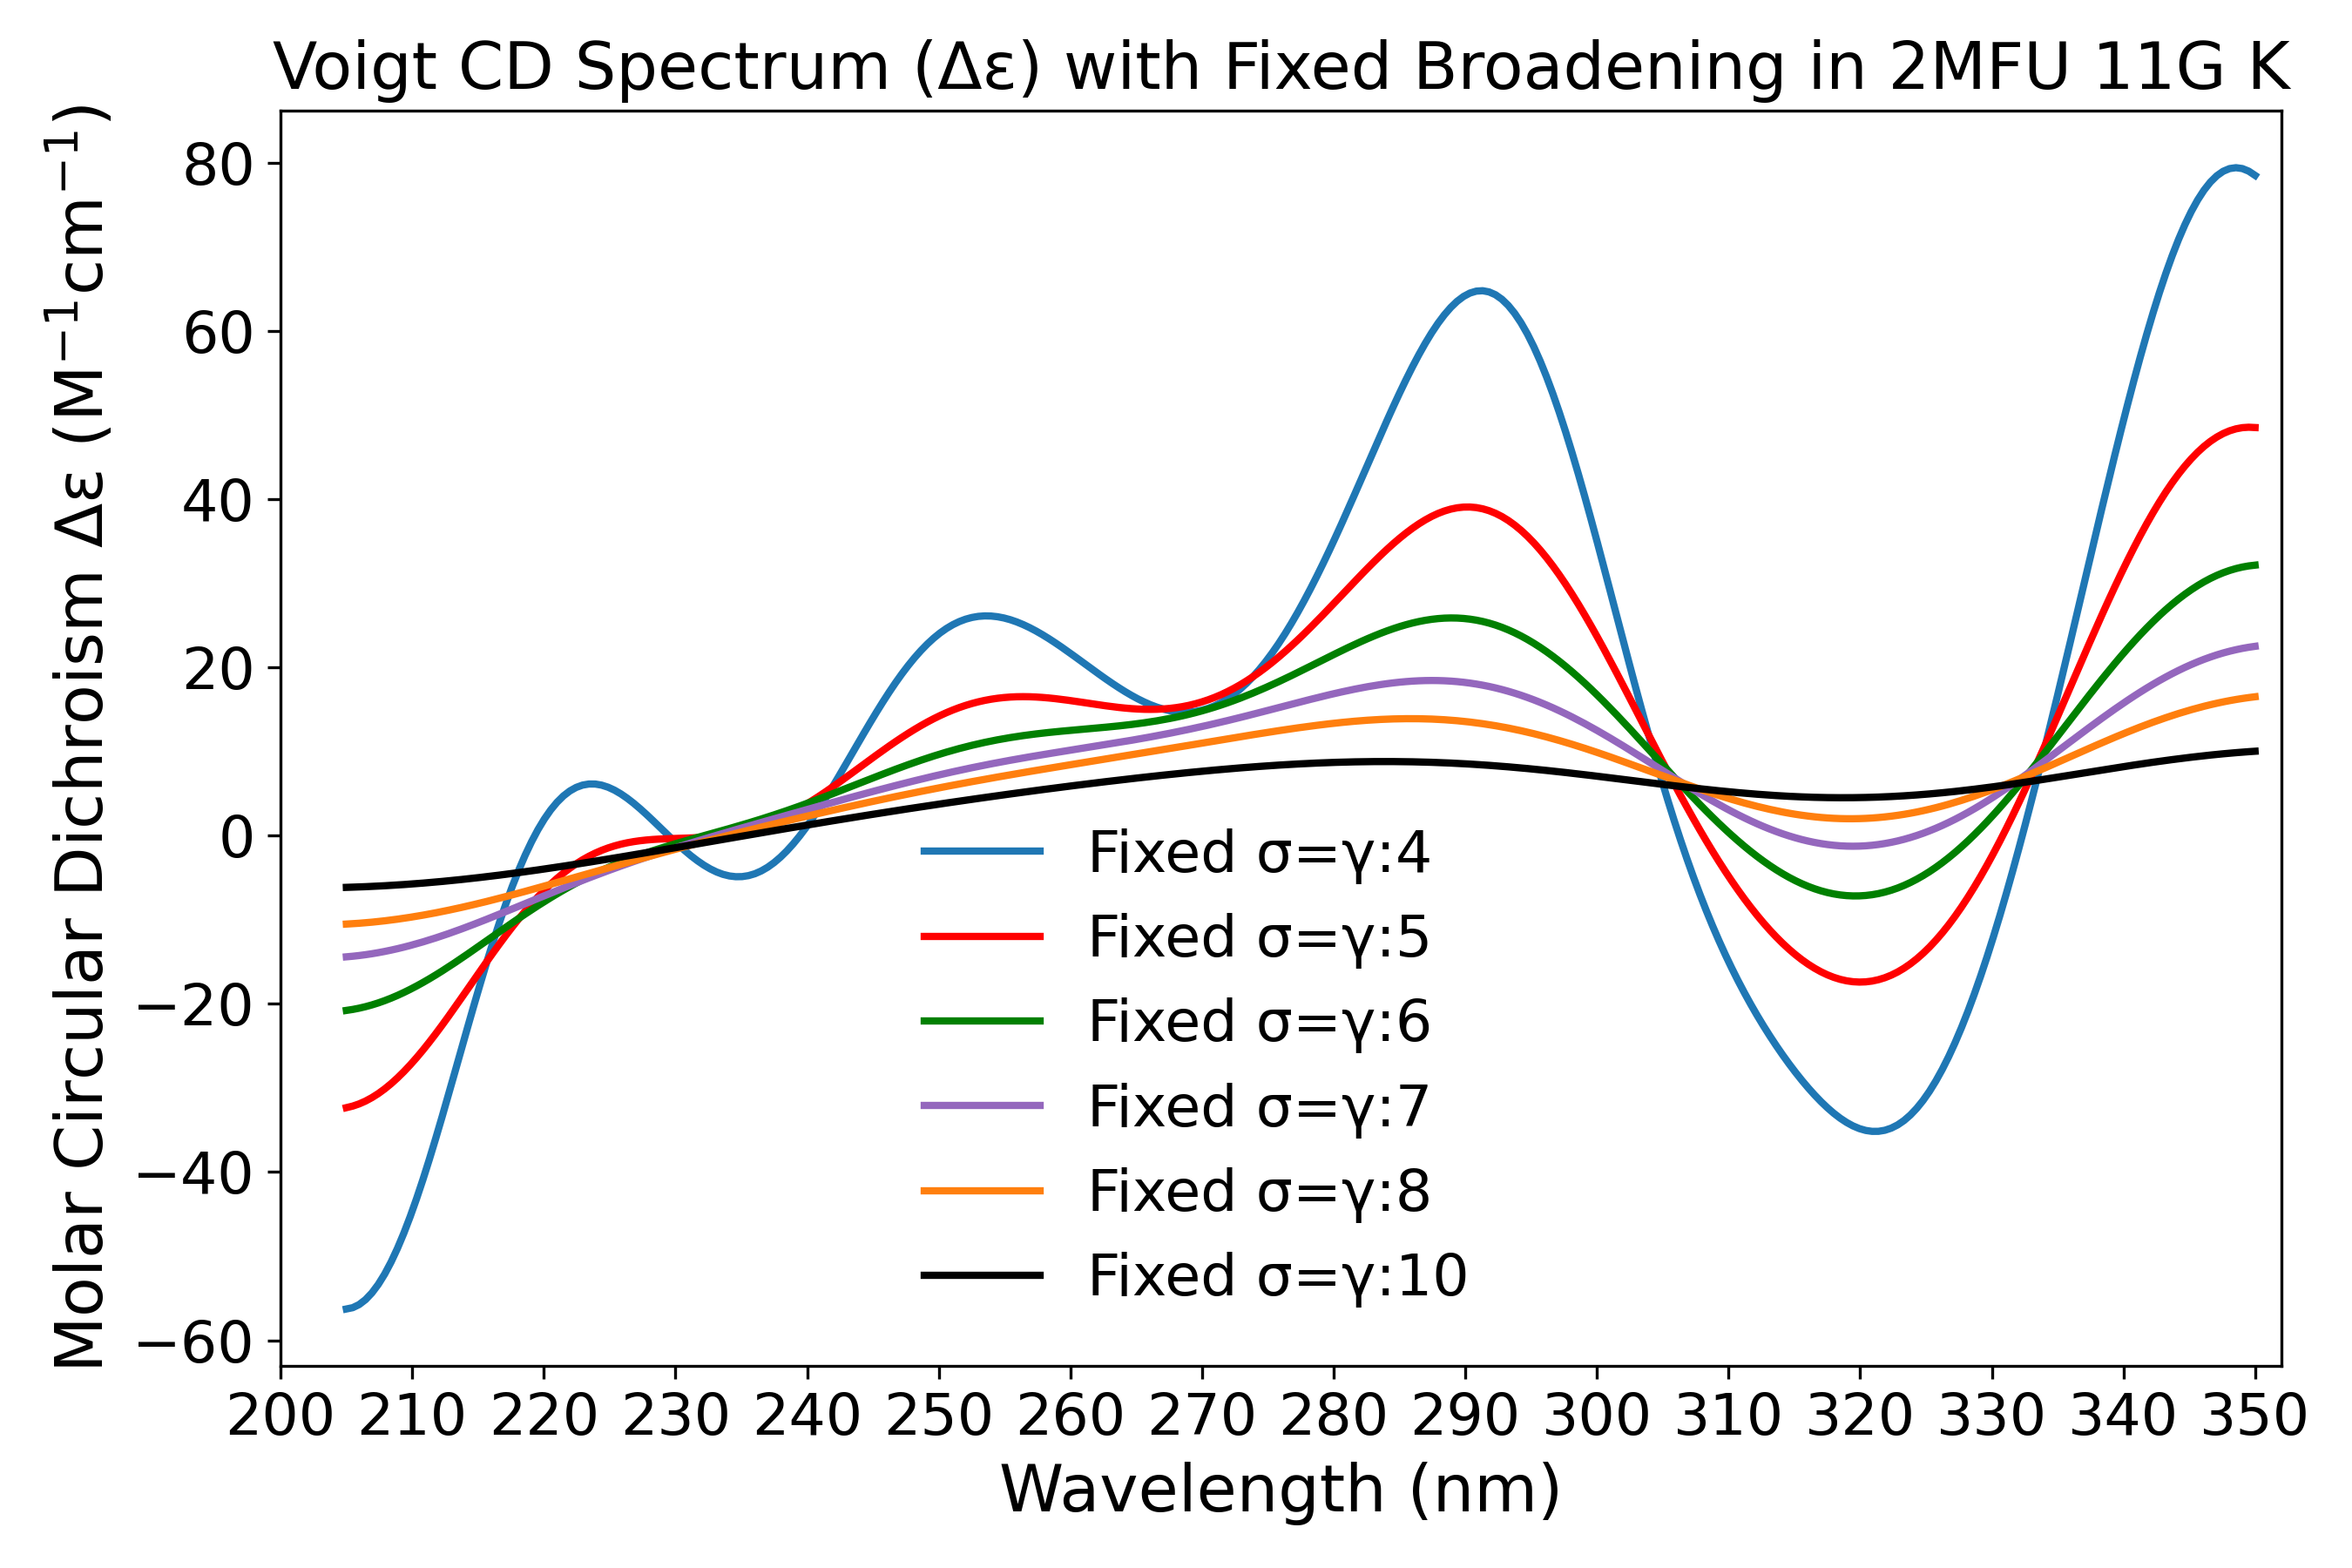 Voigt CD Spectrum (Δε) with Fixed Broadening in 2MFU 11G K
Molar Circular Dichroism Δε (M⁻¹cm⁻¹)
80
60
40
20
0
−20
−40
−60
Fixed σ=γ:4
Fixed σ=γ:5
Fixed σ=γ:6
Fixed σ=γ:7
Fixed σ=γ:8
Fixed σ=γ:10
200 210 220 230 240 250 260 270 280 290 300 310 320 330 340 350
Wavelength (nm)